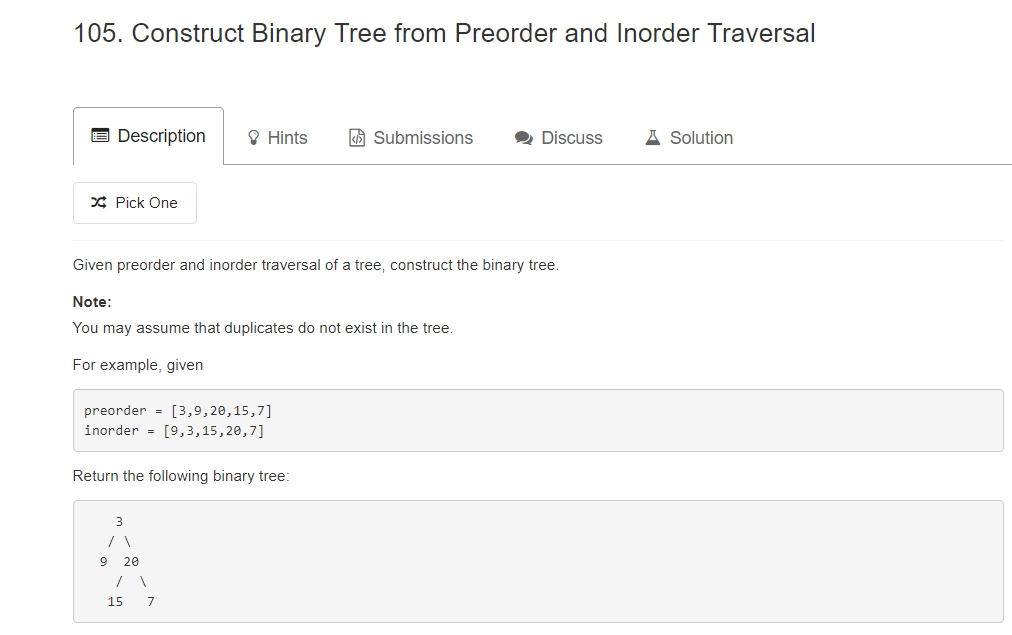 105. Construct Binary Tree from Preorder and Inorder Traversal
Description Hints Submissions Discuss Solution
Pick One
Given preorder and inorder traversal of a tree, construct the binary tree.
Note:
You may assume that duplicates do not exist in the tree.
For example, given
preorder = [3,9,20,15,7]
inorder = [9,3,15,20,7]
Return the following binary tree:
    3
   / \
  9  20
    /  \
   15   7